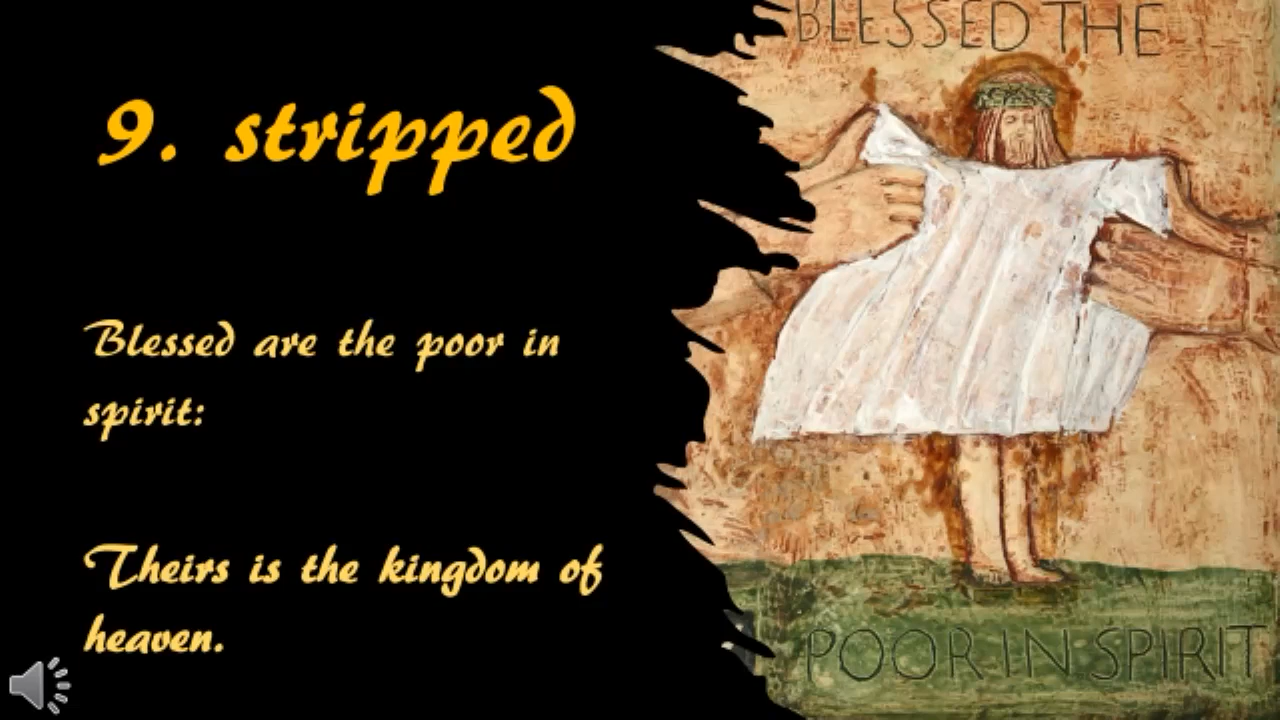 9. stripped
Blessed are the poor in
spirit:
Theirs is the kingdom of
heaven.
BLESSED THE
POOR IN SPIRIT